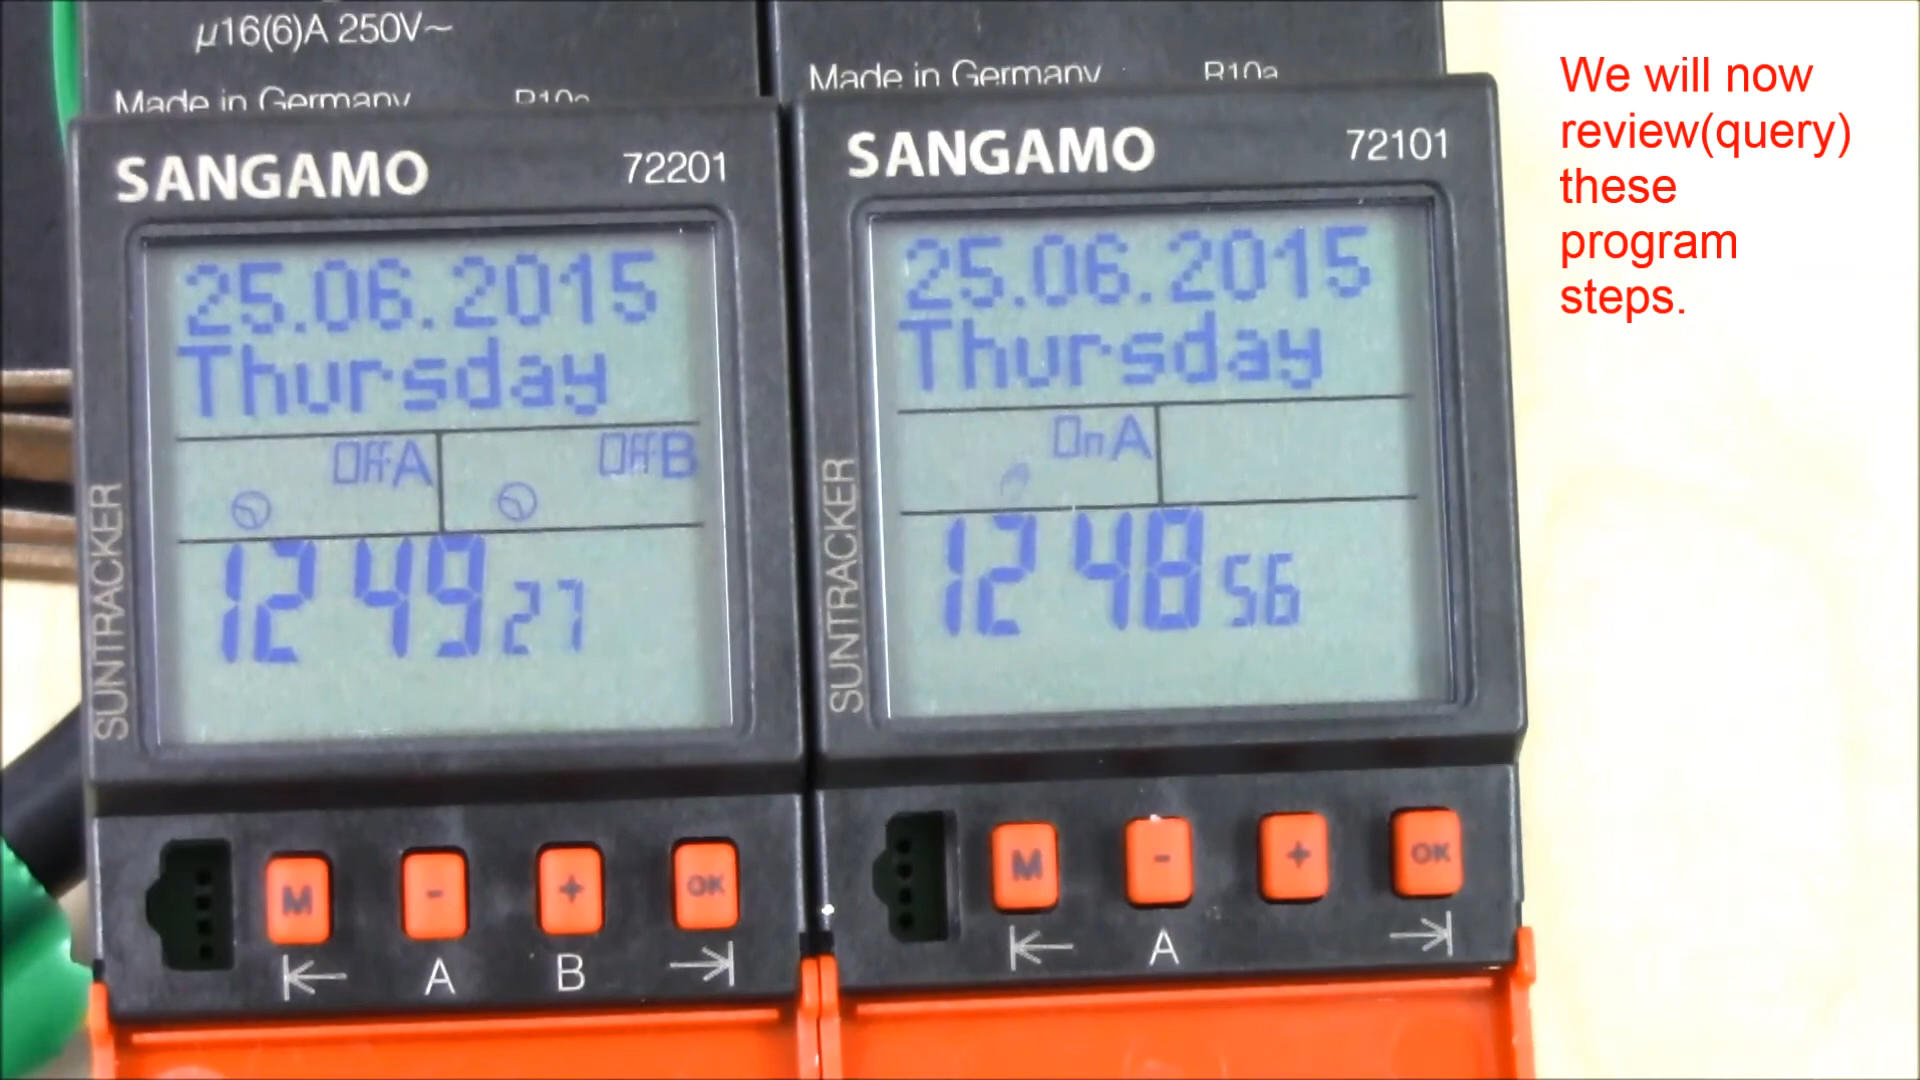 µ16(6)A 250V~
Made in Germany R10a
SANGAMO 72201
25.06.2015
Thursday
OffA OffB
12 49 27
SUNTRACKER
M - + OK
A B
Made in Germany R10a
SANGAMO 72101
25.06.2015
Thursday
OnA
12 48 56
SUNTRACKER
M - + OK
A
We will now
review(query)
these
program
steps.